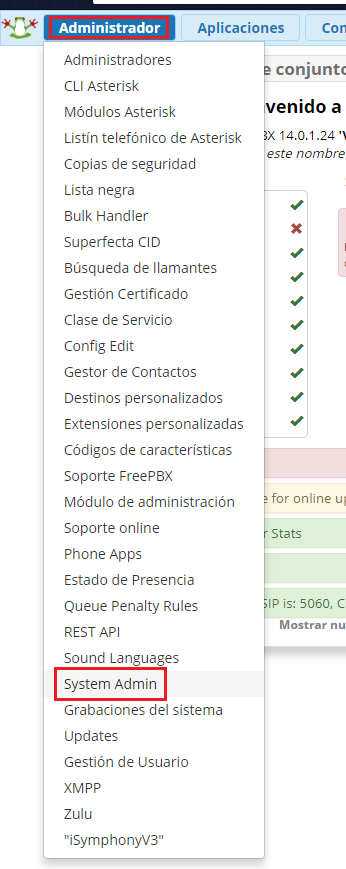 Administrador
Aplicaciones
Con
e conjunto
Administradores
CLI Asterisk
venido a
Módulos Asterisk
BX 14.0.1.24 'V
Listín telefónico de Asterisk
este nombre
Copias de seguridad
Lista negra
Bulk Handler
Superfecta CID
Búsqueda de llamantes
Gestión Certificado
Clase de Servicio
Config Edit
Gestor de Contactos
Destinos personalizados
Extensiones personalizadas
Códigos de características
Soporte FreePBX
Módulo de administración
e for online up
Soporte online
r Stats
Phone Apps
Estado de Presencia
Queue Penalty Rules
SIP is: 5060, C
REST API
Mostrar nu
Sound Languages
System Admin
Grabaciones del sistema
Updates
Gestión de Usuario
XMPP
Zulu
"iSymphonyV3"